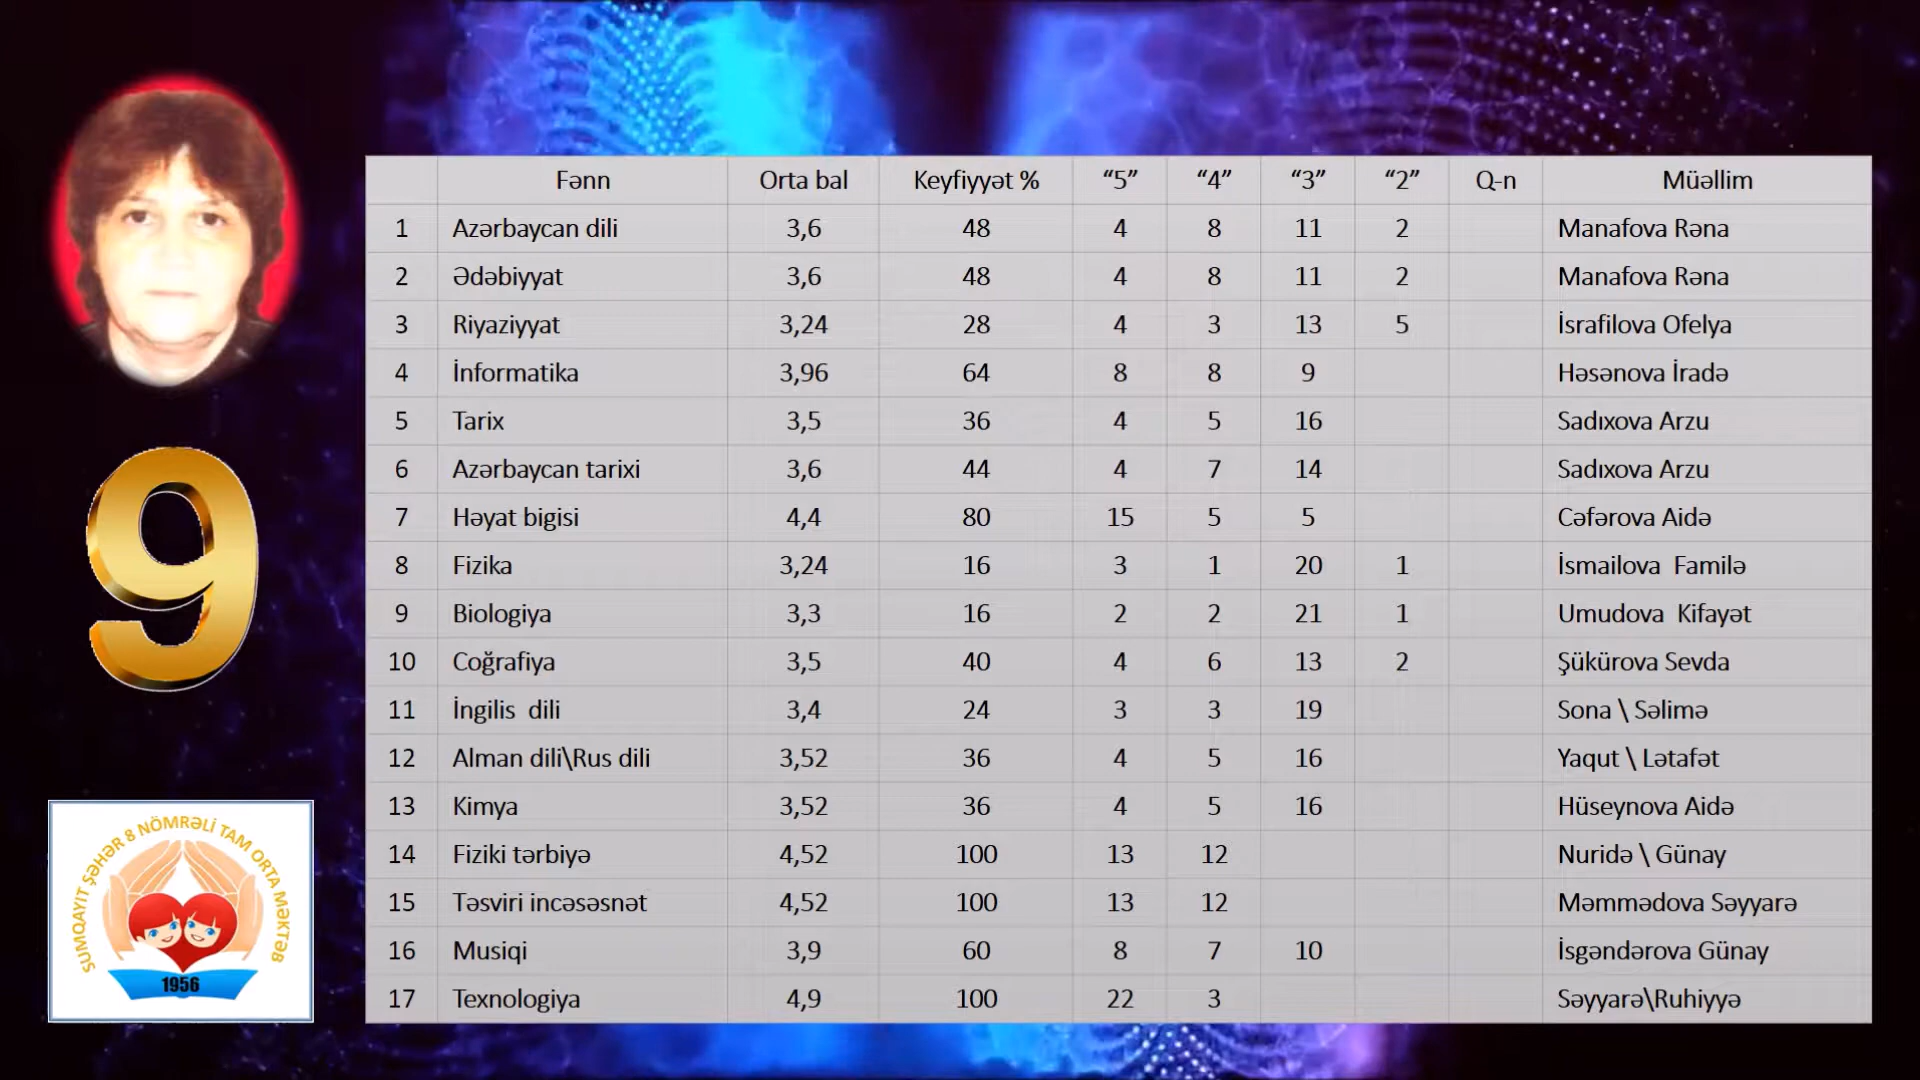 Fənn Orta bal Keyfiyyət % “5” “4” “3” “2” Q-n Müəllim
1 Azərbaycan dili 3,6 48 4 8 11 2 Manafova Rəna
2 Ədəbiyyat 3,6 48 4 8 11 2 Manafova Rəna
3 Riyaziyyat 3,24 28 4 3 13 5 İsrafilova Ofelya
4 İnformatika 3,96 64 8 8 9 Həsənova İradə
5 Tarix 3,5 36 4 5 16 Sadıxova Arzu
6 Azərbaycan tarixi 3,6 44 4 7 14 Sadıxova Arzu
7 Həyat bigisi 4,4 80 15 5 5 Cəfərova Aidə
8 Fizika 3,24 16 3 1 20 1 İsmailova Familə
9 Biologiya 3,3 16 2 2 21 1 Umudova Kifayət
10 Coğrafiya 3,5 40 4 6 13 2 Şükürova Sevda
11 İngilis dili 3,4 24 3 3 19 Sona \ Səlimə
12 Alman dili\Rus dili 3,52 36 4 5 16 Yaqut \ Lətafət
13 Kimya 3,52 36 4 5 16 Hüseynova Aidə
14 Fiziki tərbiyə 4,52 100 13 12 Nuridə \ Günay
15 Təsviri incəsəsnət 4,52 100 13 12 Məmmədova Səyyarə
16 Musiqi 3,9 60 8 7 10 İsgəndərova Günay
17 Texnologiya 4,9 100 22 3 Səyyarə\Ruhiyyə
9
SUMQAYIT ŞƏHƏR 8 NÖMRƏLİ TAM ORTA MƏKTƏB
1956